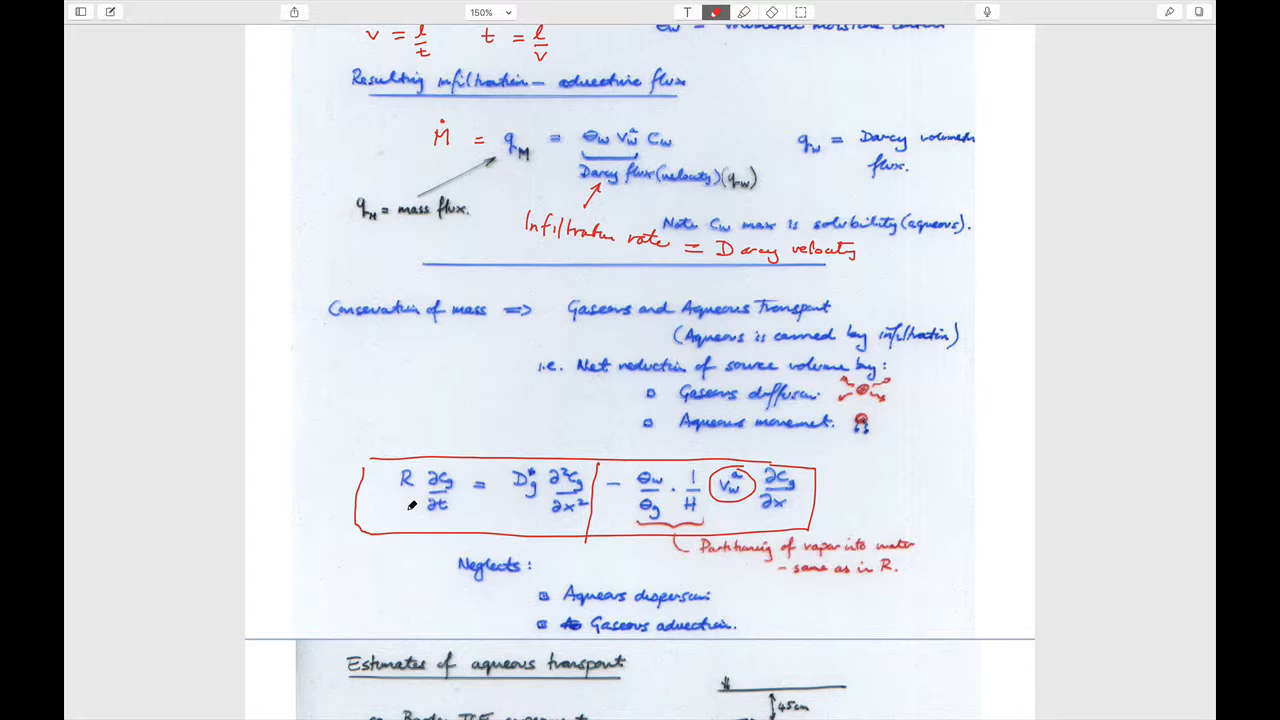 150%
v = l/t    t = l/v
θw = volumetric moisture content
Resulting infiltration – advective flux
Ṁ = qM = θw vwᵃ Cw
Darcy flux (velocity) (qw)
qw = Darcy volumetric
flux.
qM = mass flux.
Infiltration rate = Darcy velocity
Note Cw max is solubility (aqueous).
Conservation of mass => Gaseous and Aqueous Transport
(Aqueous is carried by infiltration)
i.e. Net reduction of source volume by:
Gaseous diffusion.
Aqueous movement.
R ∂Cg/∂t = Dg* ∂²Cg/∂x² − θw/θg · 1/H vwᵃ ∂Cg/∂x
Partitioning of vapor into water
– same as in R.
Neglects:
Aqueous dispersion
Gaseous advection.
Estimates of aqueous transport
45cm